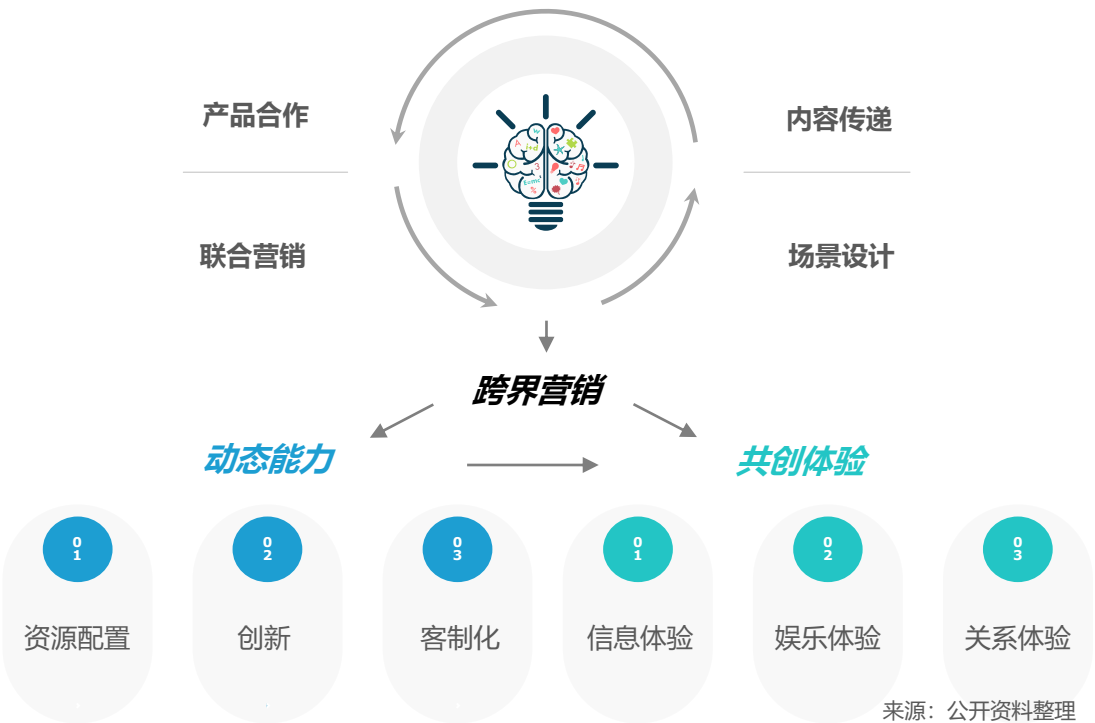 产品合作
内容传递
联合营销
场景设计
跨界营销
动态能力
共创体验
01
02
03
01
02
03
资源配置
创新
客制化
信息体验
娱乐体验
关系体验
来源：公开资料整理